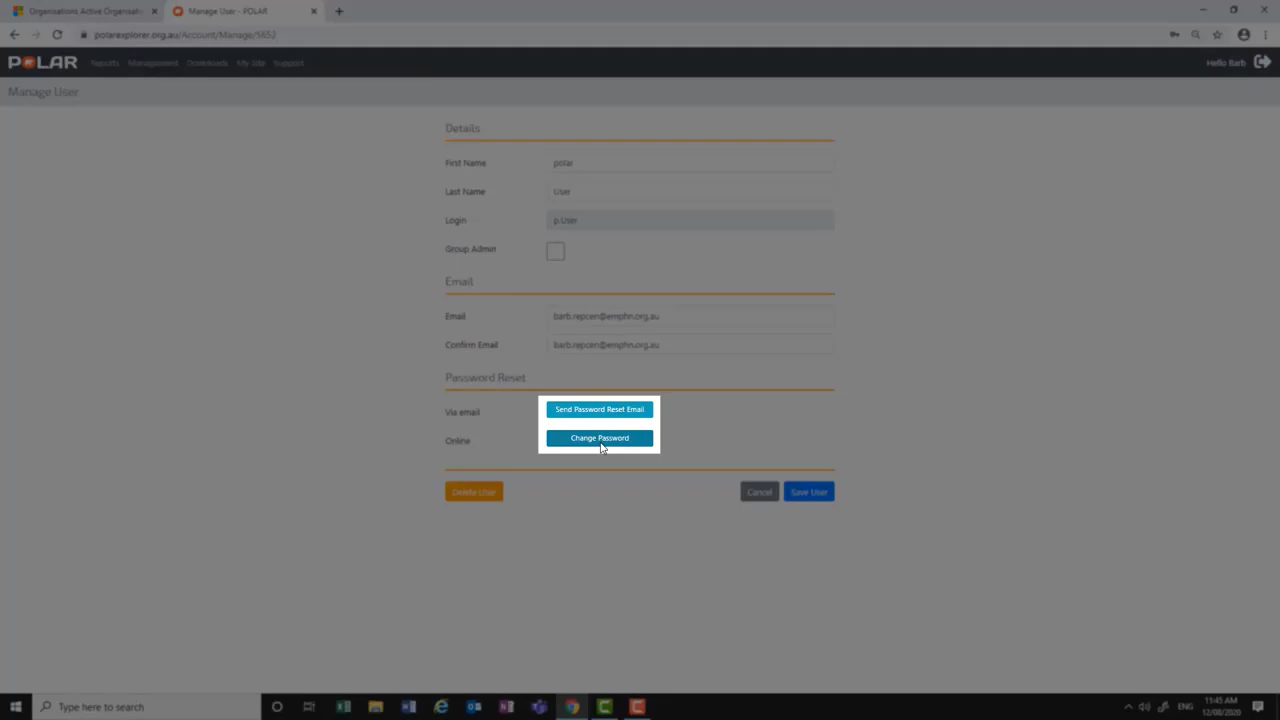 Organisations Active Organisat
Manage User - POLAR
polarexplorer.org.au/Account/Manage/5652
POLAR Reports Management Downloads My Site Support Hello Barb
Manage User
Details
First Name polar
Last Name User
Login p.User
Group Admin
Email
Email barb.repcen@emphn.org.au
Confirm Email barb.repcen@emphn.org.au
Password Reset
Via email Send Password Reset Email
Online Change Password
Delete User Cancel Save User
Type here to search
ENG
11:45 AM
12/08/2020